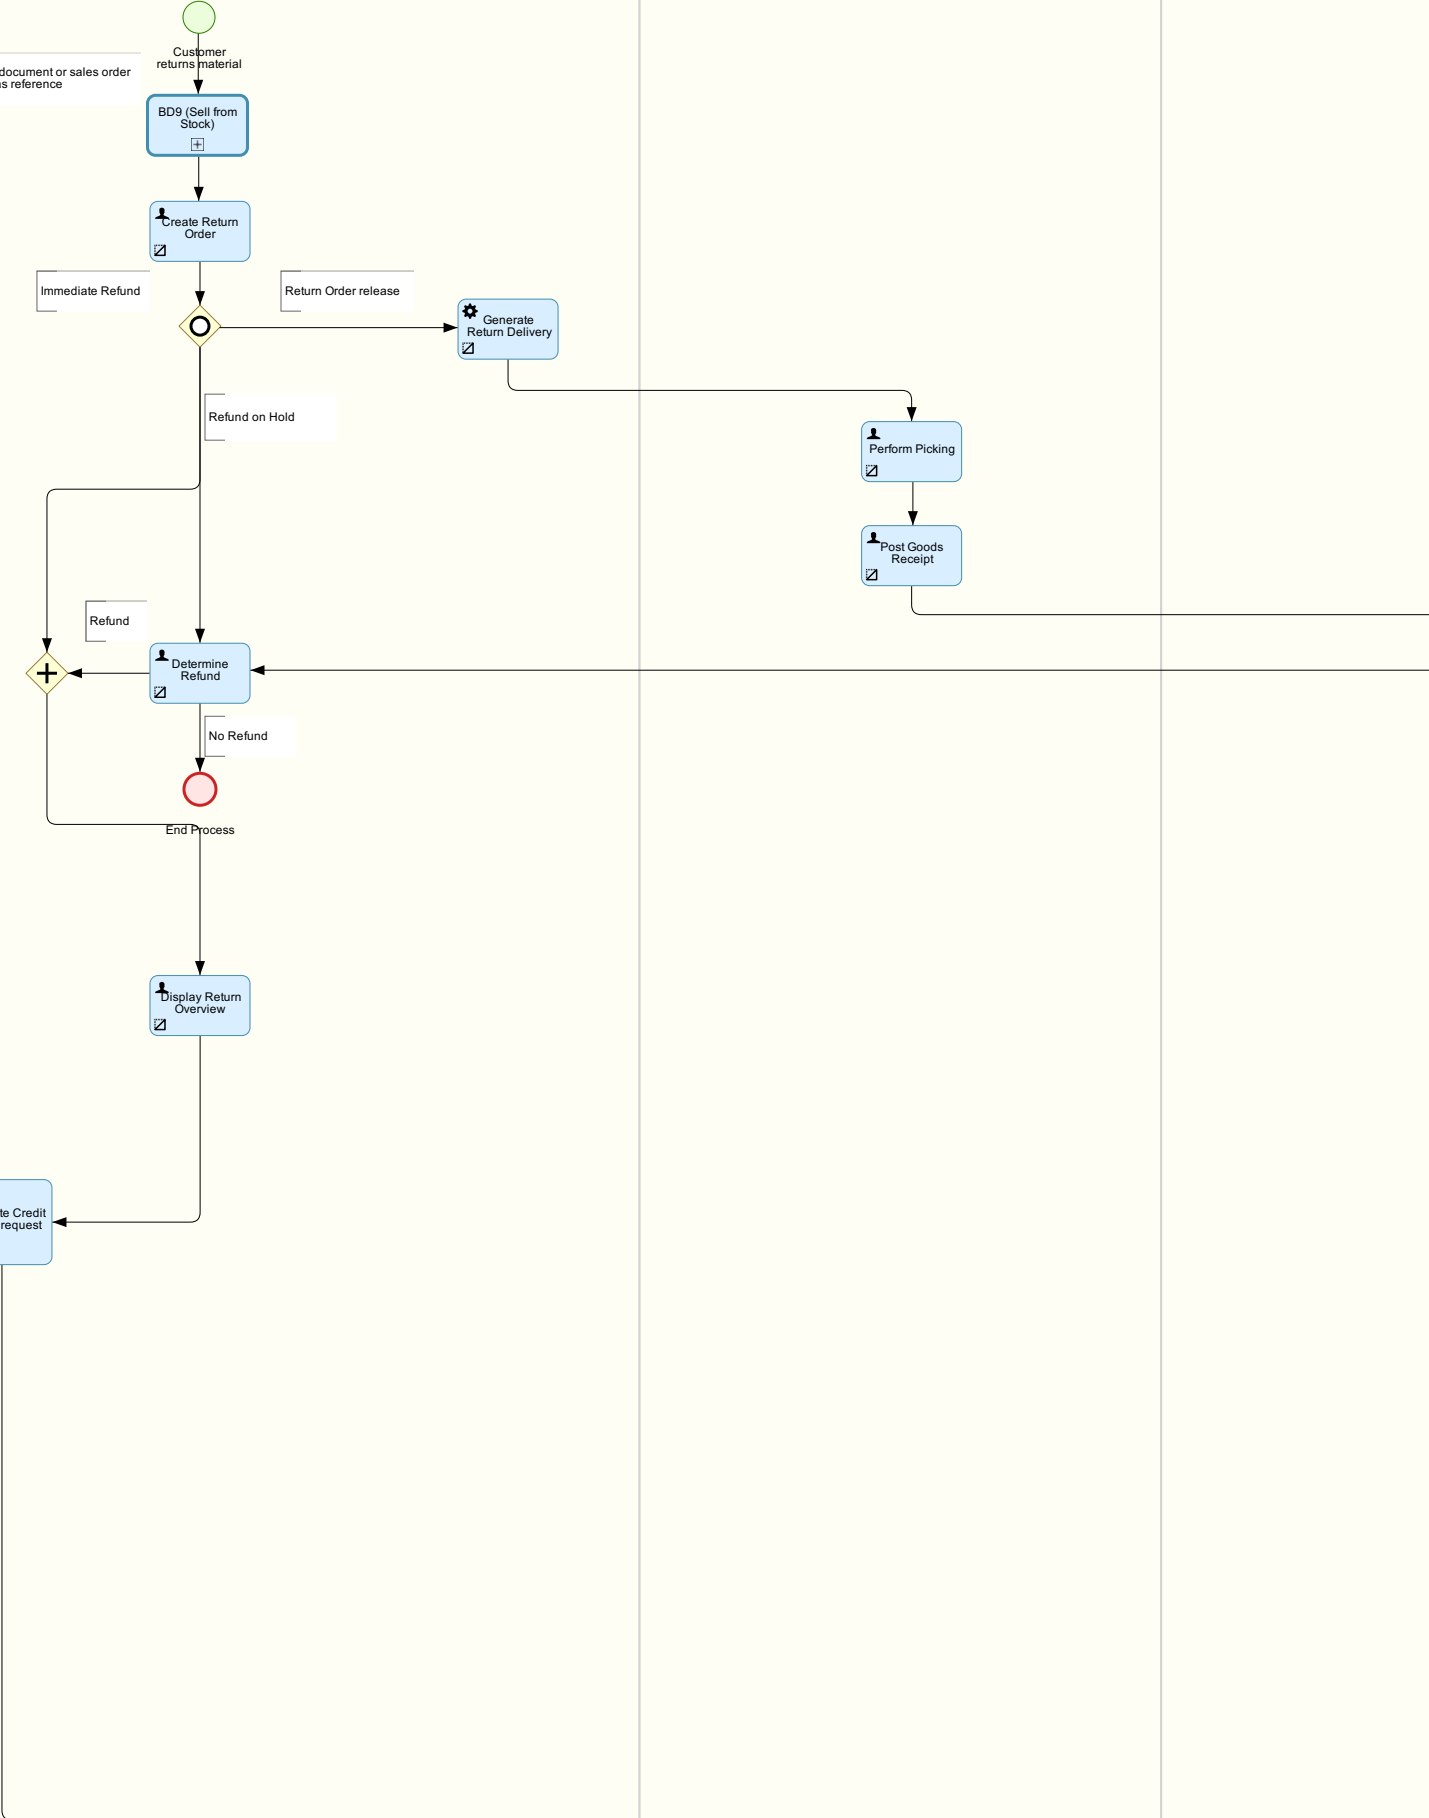 Customer
returns material
document or sales order
s reference
BD9 (Sell from
Stock)
Create Return
Order
Immediate Refund
Return Order release
Generate
Return Delivery
Refund on Hold
Perform Picking
Post Goods
Receipt
Refund
Determine
Refund
No Refund
End Process
Display Return
Overview
te Credit
request